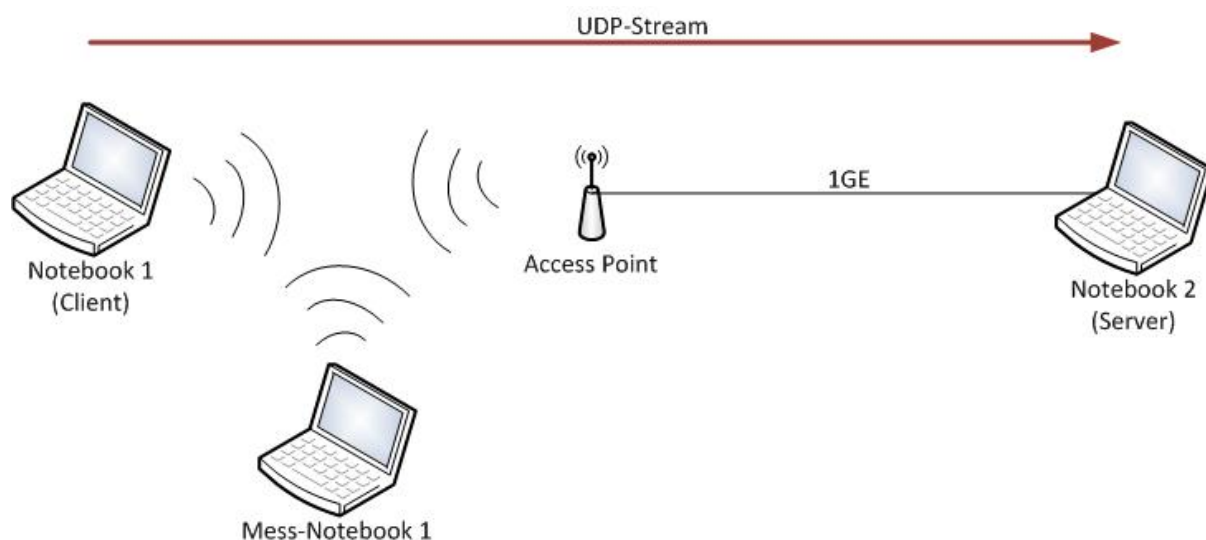 UDP-Stream
1GE
Access Point
Notebook 1
(Client)
Notebook 2
(Server)
Mess-Notebook 1